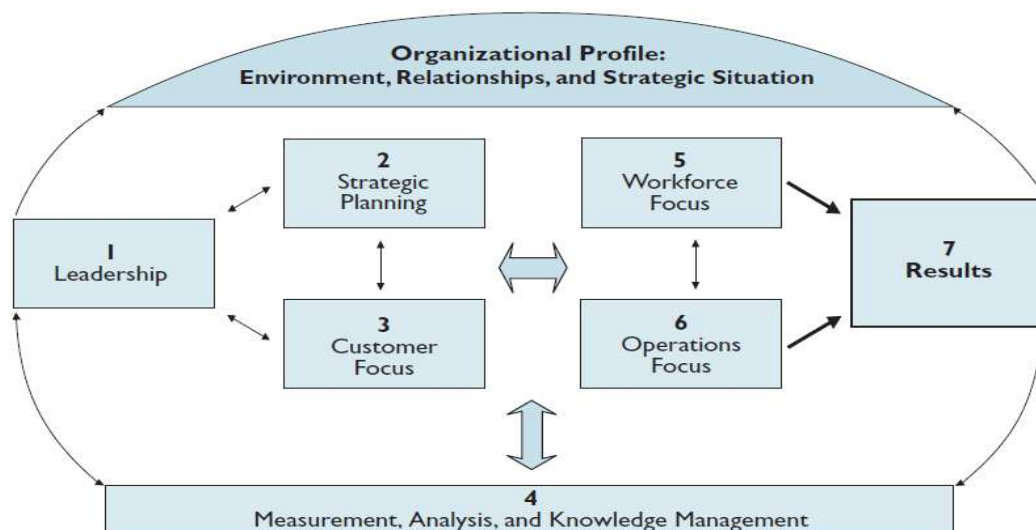 Organizational Profile:
Environment, Relationships, and Strategic Situation
2
Strategic
Planning
5
Workforce
Focus
1
Leadership
7
Results
3
Customer
Focus
6
Operations
Focus
4
Measurement, Analysis, and Knowledge Management